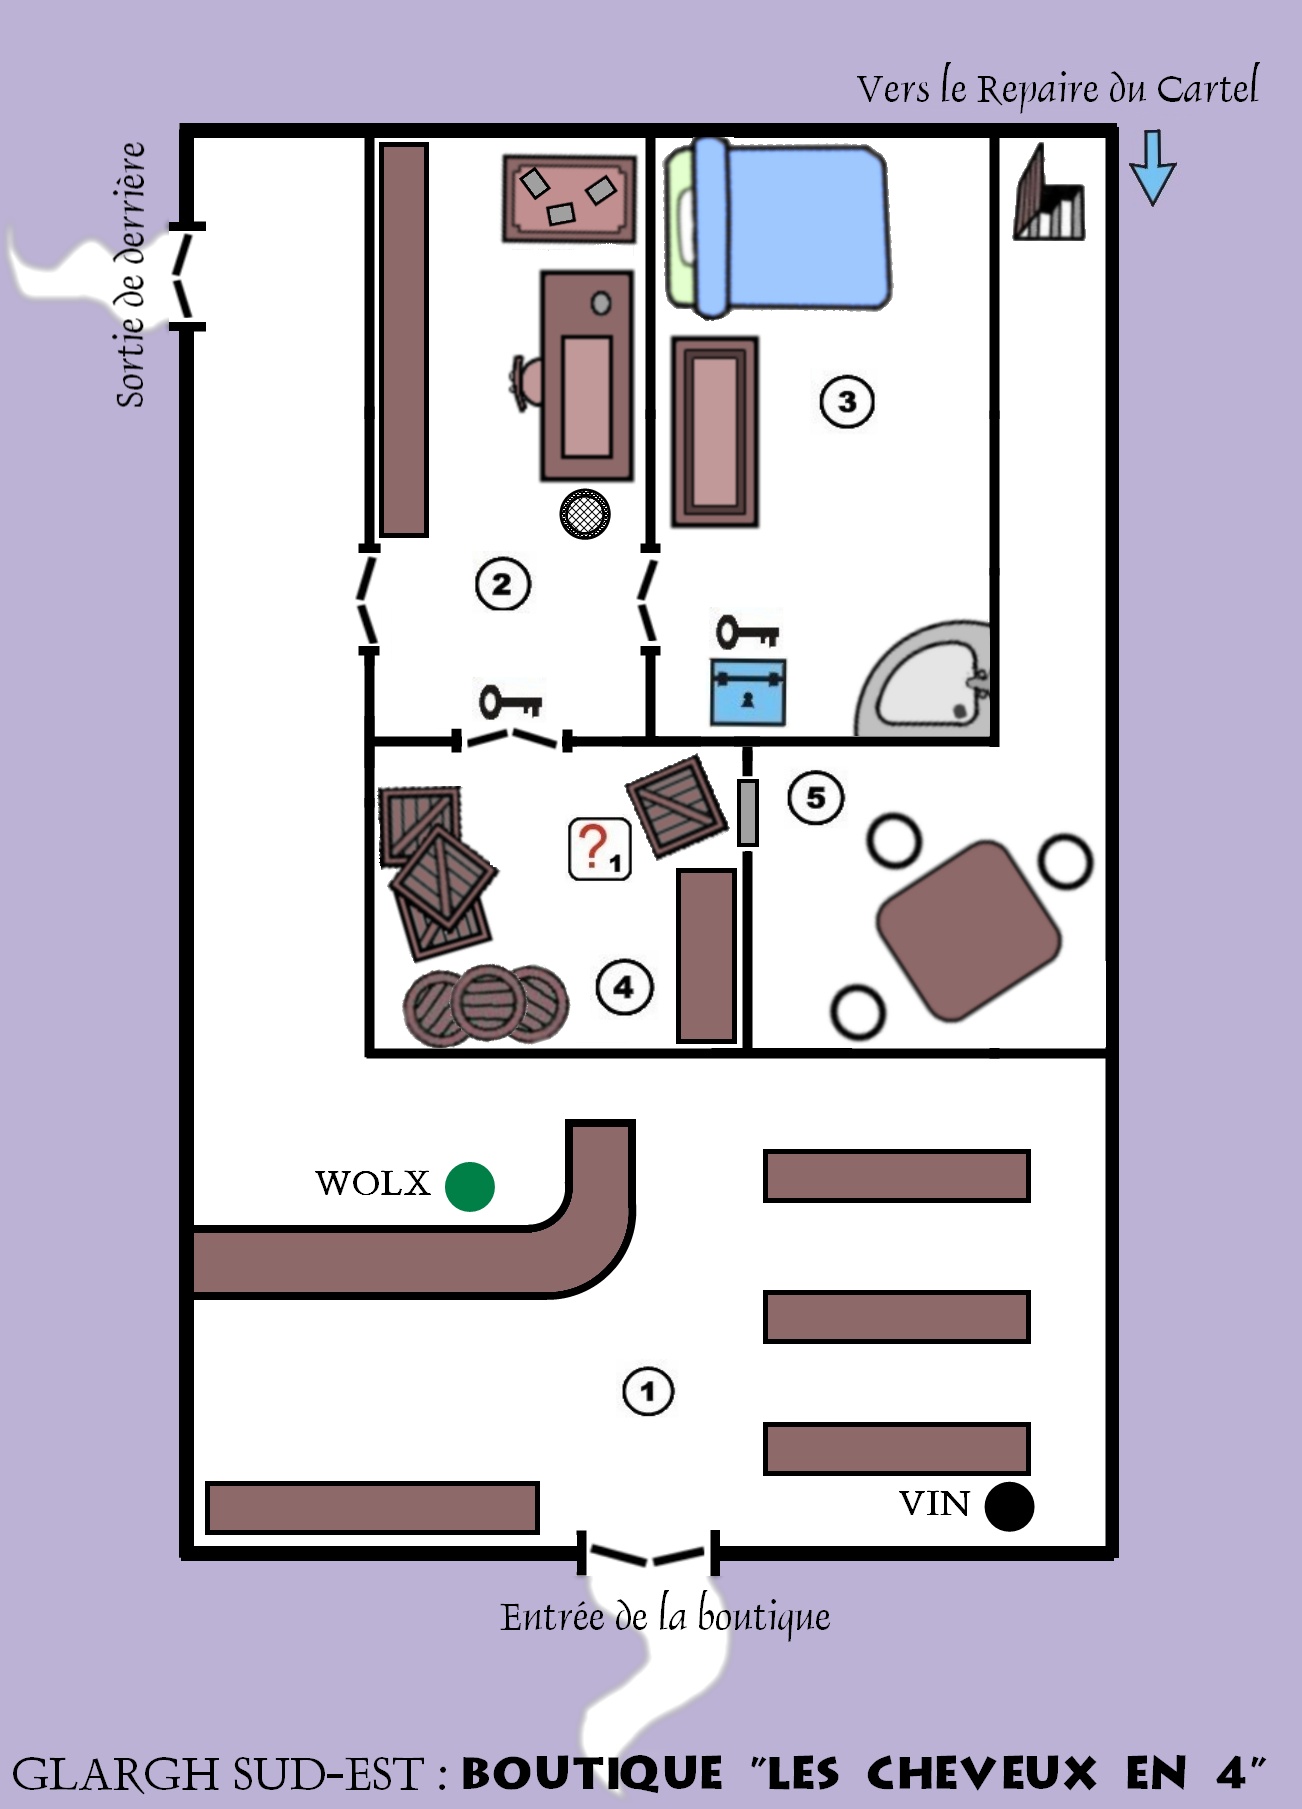 Vers le Repaire du Cartel
Sortie de derrière
3
2
5
?1
4
WOLX
1
VIN
Entrée de la boutique
GLARGH SUD-EST : BOUTIQUE "LES CHEVEUX EN 4"